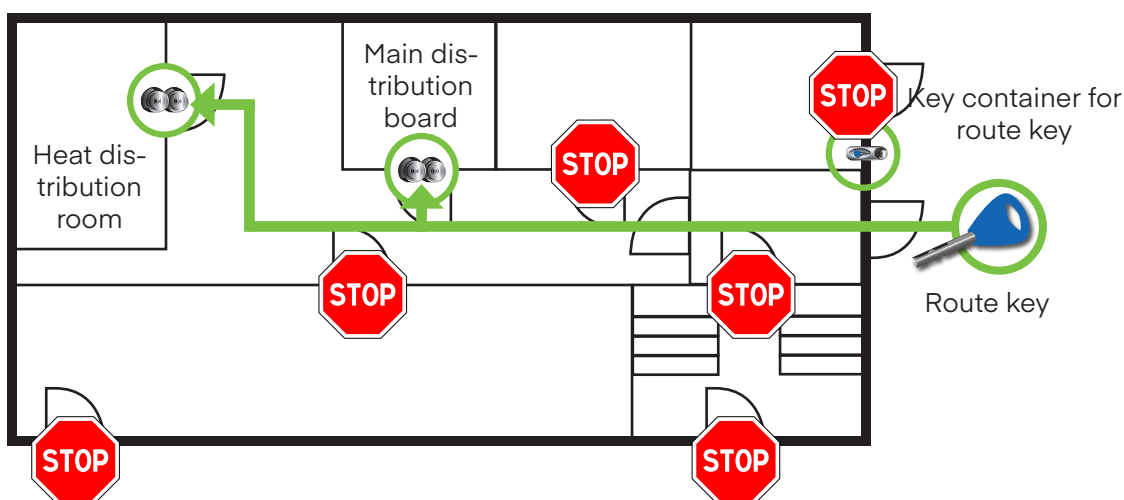 Main dis-
tribution
board
STOP
Key container for
route key
STOP
Heat dis-
tribution
room
STOP
STOP
Route key
STOP
STOP